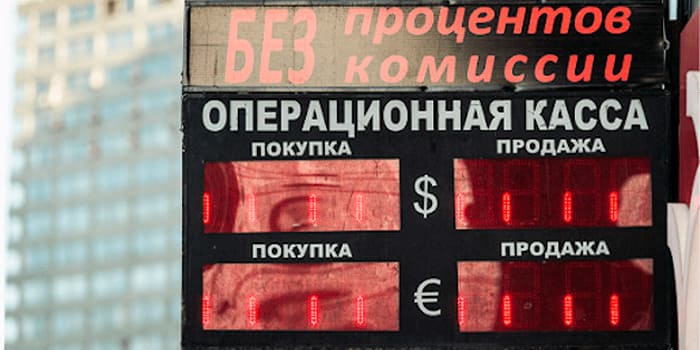 БЕЗ процентов
комиссии
ОПЕРАЦИОННАЯ КАССА
ПОКУПКА ПРОДАЖА
$
ПОКУПКА ПРОДАЖА
€